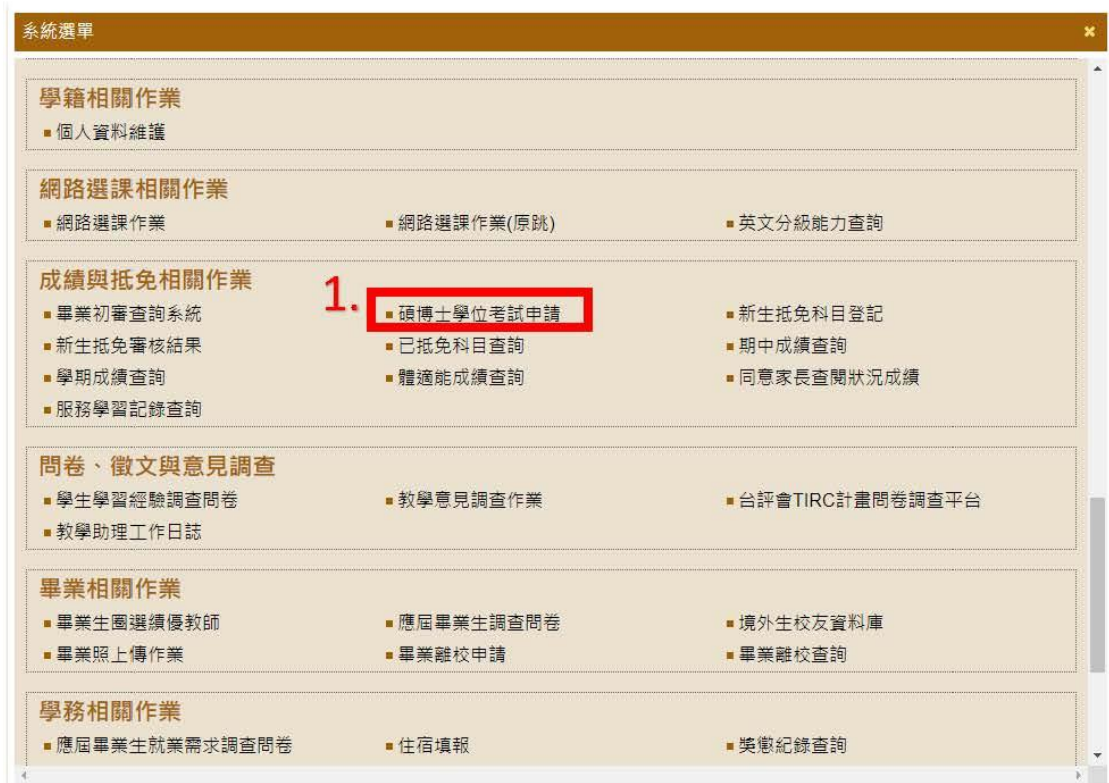 系統選單
學籍相關作業
個人資料維護
網路選課相關作業
網路選課作業 網路選課作業(原跳) 英文分級能力查詢
成績與抵免相關作業
1.
畢業初審查詢系統 碩博士學位考試申請 新生抵免科目登記
新生抵免審核結果 已抵免科目查詢 期中成績查詢
學期成績查詢 體適能成績查詢 同意家長查閱狀況成績
服務學習記錄查詢
問卷、徵文與意見調查
學生學習經驗調查問卷 教學意見調查作業 台評會TIRC計畫問卷調查平台
教學助理工作日誌
畢業相關作業
畢業生圈選績優教師 應屆畢業生調查問卷 境外生校友資料庫
畢業照上傳作業 畢業離校申請 畢業離校查詢
學務相關作業
應屆畢業生就業需求調查問卷 住宿填報 獎懲紀錄查詢